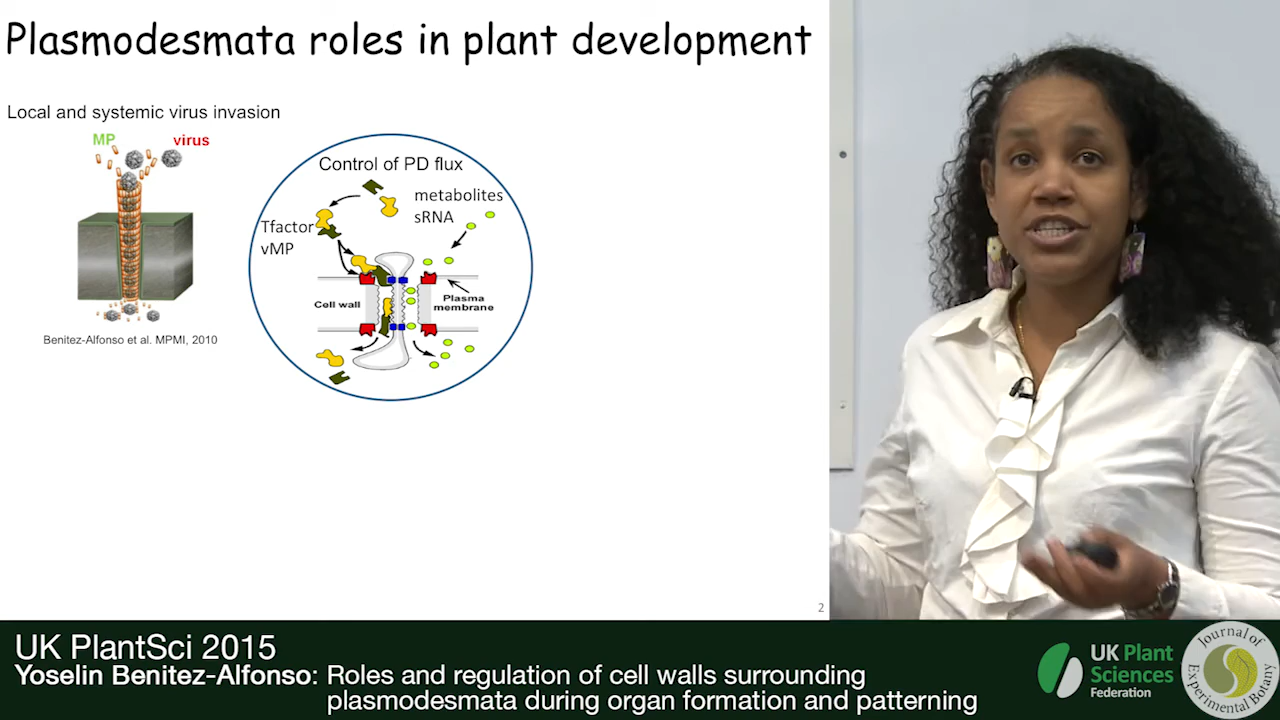 Plasmodesmata roles in plant development
Local and systemic virus invasion
MP
virus
Benitez-Alfonso et al. MPMI, 2010
Control of PD flux
metabolites
sRNA
Tfactor
vMP
Cell wall
Plasma
membrane
2
UK PlantSci 2015
Yoselin Benitez-Alfonso: Roles and regulation of cell walls surrounding
plasmodesmata during organ formation and patterning
UK Plant
Sciences
Federation
Journal of
Experimental Botany